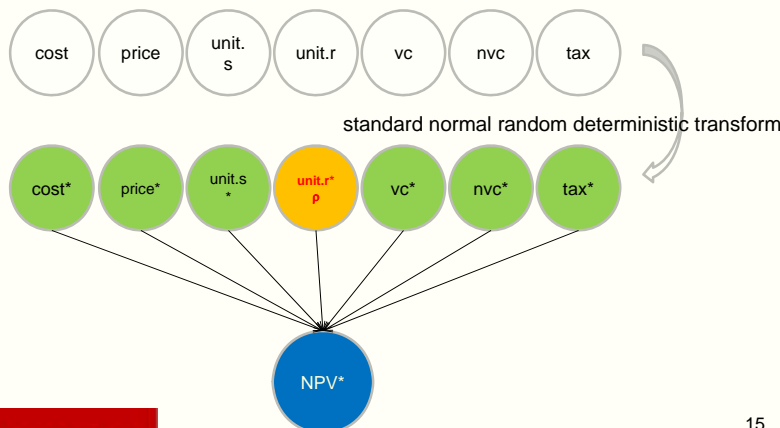 cost
price
unit.
s
unit.r
vc
nvc
tax
standard normal random deterministic transform
cost*
price*
unit.s
*
unit.r*
ρ
vc*
nvc*
tax*
NPV*
15